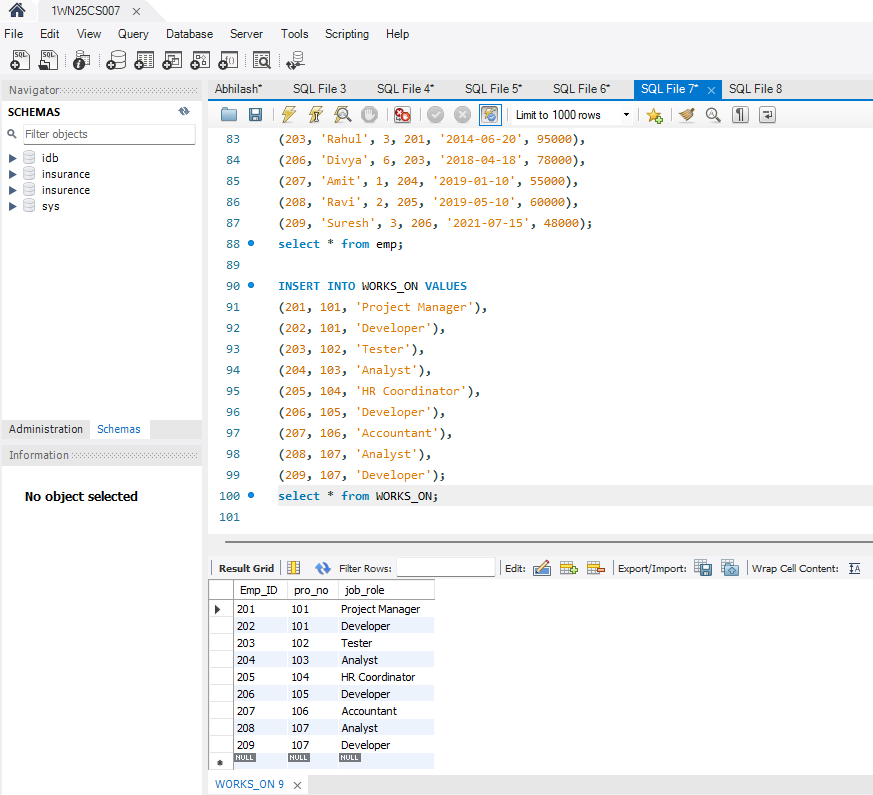 1WN25CS007
File Edit View Query Database Server Tools Scripting Help
Navigator
SCHEMAS
Filter objects
idb
insurance
insurence
sys
Administration Schemas
Information
No object selected
Abhilash* SQL File 3 SQL File 4* SQL File 5* SQL File 6* SQL File 7* SQL File 8
Limit to 1000 rows
83 (203, 'Rahul', 3, 201, '2014-06-20', 95000),
84 (206, 'Divya', 6, 203, '2018-04-18', 78000),
85 (207, 'Amit', 1, 204, '2019-01-10', 55000),
86 (208, 'Ravi', 2, 205, '2019-05-10', 60000),
87 (209, 'Suresh', 3, 206, '2021-07-15', 48000);
88 select * from emp;
89
90 INSERT INTO WORKS_ON VALUES
91 (201, 101, 'Project Manager'),
92 (202, 101, 'Developer'),
93 (203, 102, 'Tester'),
94 (204, 103, 'Analyst'),
95 (205, 104, 'HR Coordinator'),
96 (206, 105, 'Developer'),
97 (207, 106, 'Accountant'),
98 (208, 107, 'Analyst'),
99 (209, 107, 'Developer');
100 select * from WORKS_ON;
101
Result Grid Filter Rows: Edit: Export/Import: Wrap Cell Content:
Emp_ID pro_no job_role
201 101 Project Manager
202 101 Developer
203 102 Tester
204 103 Analyst
205 104 HR Coordinator
206 105 Developer
207 106 Accountant
208 107 Analyst
209 107 Developer
NULL NULL NULL
WORKS_ON 9